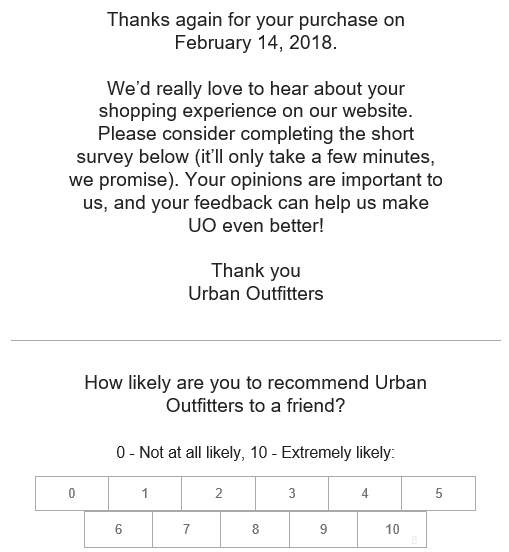 Thanks again for your purchase on
February 14, 2018.
We’d really love to hear about your
shopping experience on our website.
Please consider completing the short
survey below (it’ll only take a few minutes,
we promise). Your opinions are important to
us, and your feedback can help us make
UO even better!
Thank you
Urban Outfitters
How likely are you to recommend Urban
Outfitters to a friend?
0 - Not at all likely, 10 - Extremely likely:
0 1 2 3 4 5
6 7 8 9 10
8